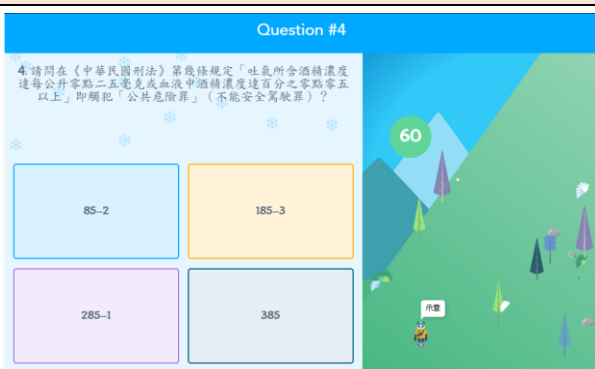 Question #4
4.請問在《中華民國刑法》第幾條規定「吐氣所含酒精濃度
達每公升零點二五毫克或血液中酒精濃度達百分之零點零五
以上」即觸犯「公共危險罪」（不能安全駕駛罪）？
60
85-2
185-3
285-1
385
示意